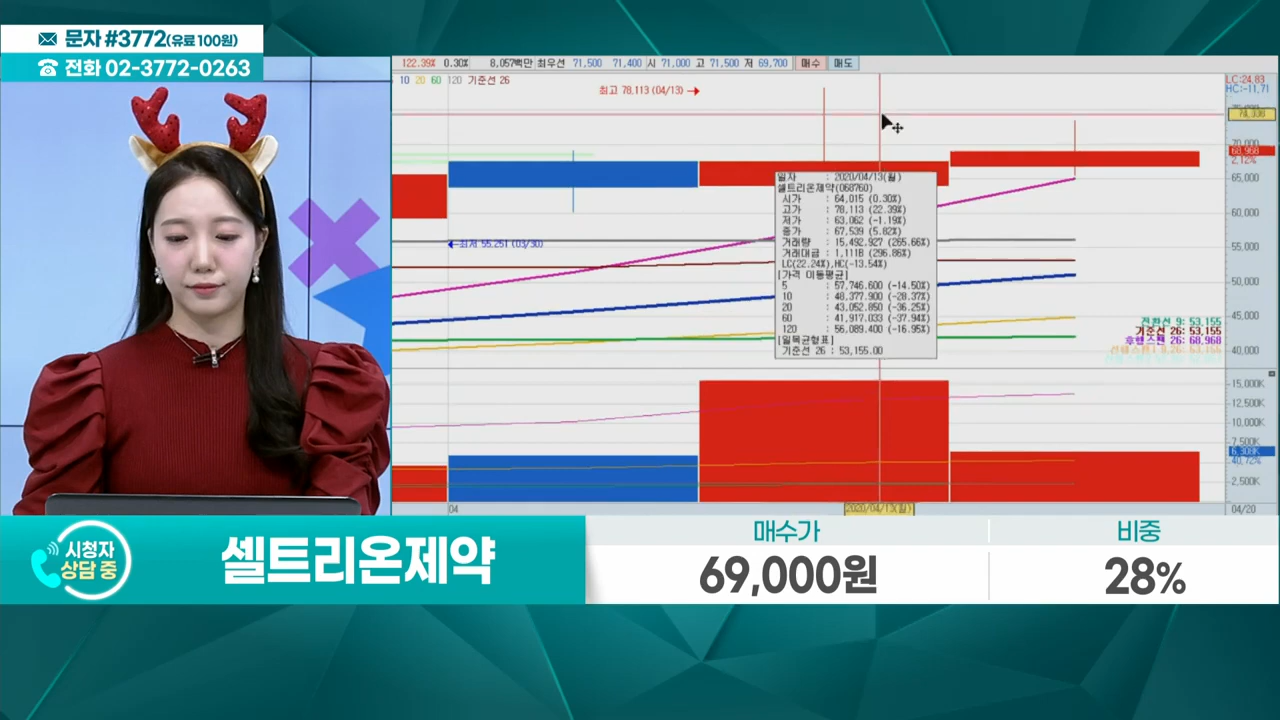 문자 #3772(유료 100원)
전화 02-3772-0263
122.39% 0.30% 8,057백만 최우선 71,500 71,400 시 71,000 고 71,500 저 69,700 매수 매도
10 20 60 120 기준선 26
LC:24.83
HC:-11.71
최고 78,113 (04/13)
70,000
68,968
2.12%
65,000
60,000
55,000
50,000
45,000
40,000
최저 55,251 (03/30)
일자 : 2020/04/13(월)
셀트리온제약(068760)
시가 : 64,015 (0.30%)
고가 : 78,113 (22.39%)
저가 : 63,062 (-1.19%)
종가 : 67,539 (5.82%)
거래량 : 15,492,927 (265.66%)
거래대금 : 1,111B (296.86%)
LC(22.24%),HC(-13.54%)
[가격 이동평균]
5 : 57,746.600 (-14.50%)
10 : 48,377.900 (-28.37%)
20 : 43,052.850 (-36.25%)
60 : 41,917.033 (-37.94%)
120 : 56,089.400 (-16.95%)
[일목균형표]
기준선 26 : 53,155.00
전환선 9: 53,155
기준선 26: 53,155
후행스팬 26: 68,968
15,000K
12,500K
10,000K
7,500K
40.72%
2,500K
04
2020/04/13(월)
04/20
시청자
상담 중
셀트리온제약
매수가
비중
69,000원
28%